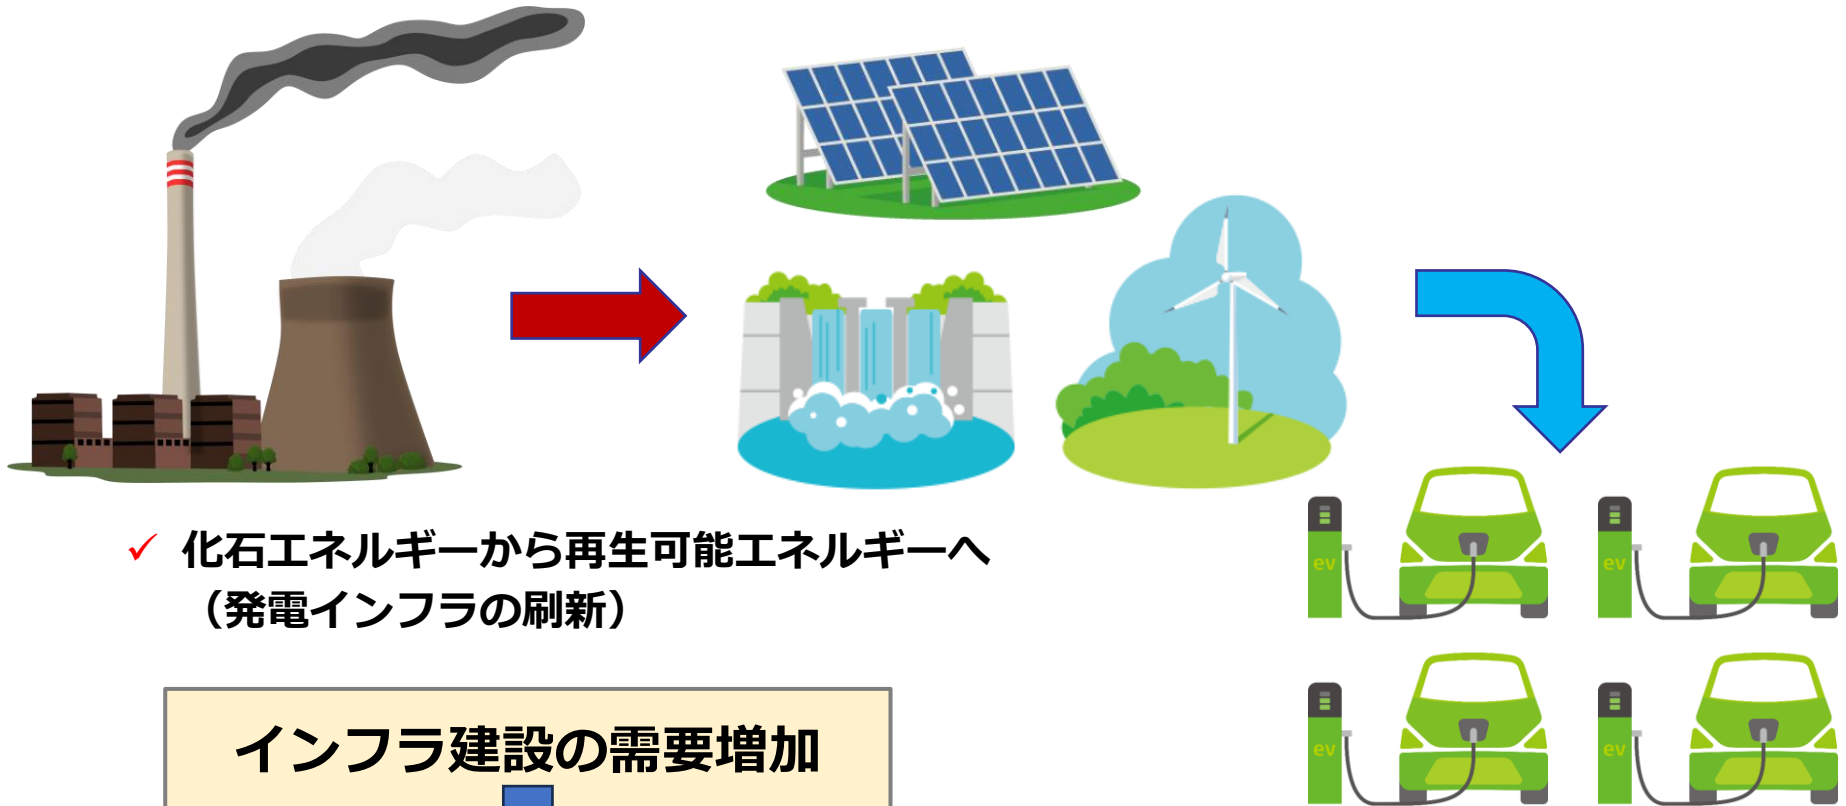 ✓ 化石エネルギーから再生可能エネルギーへ
（発電インフラの刷新）
ev
ev
インフラ建設の需要増加
ev
ev